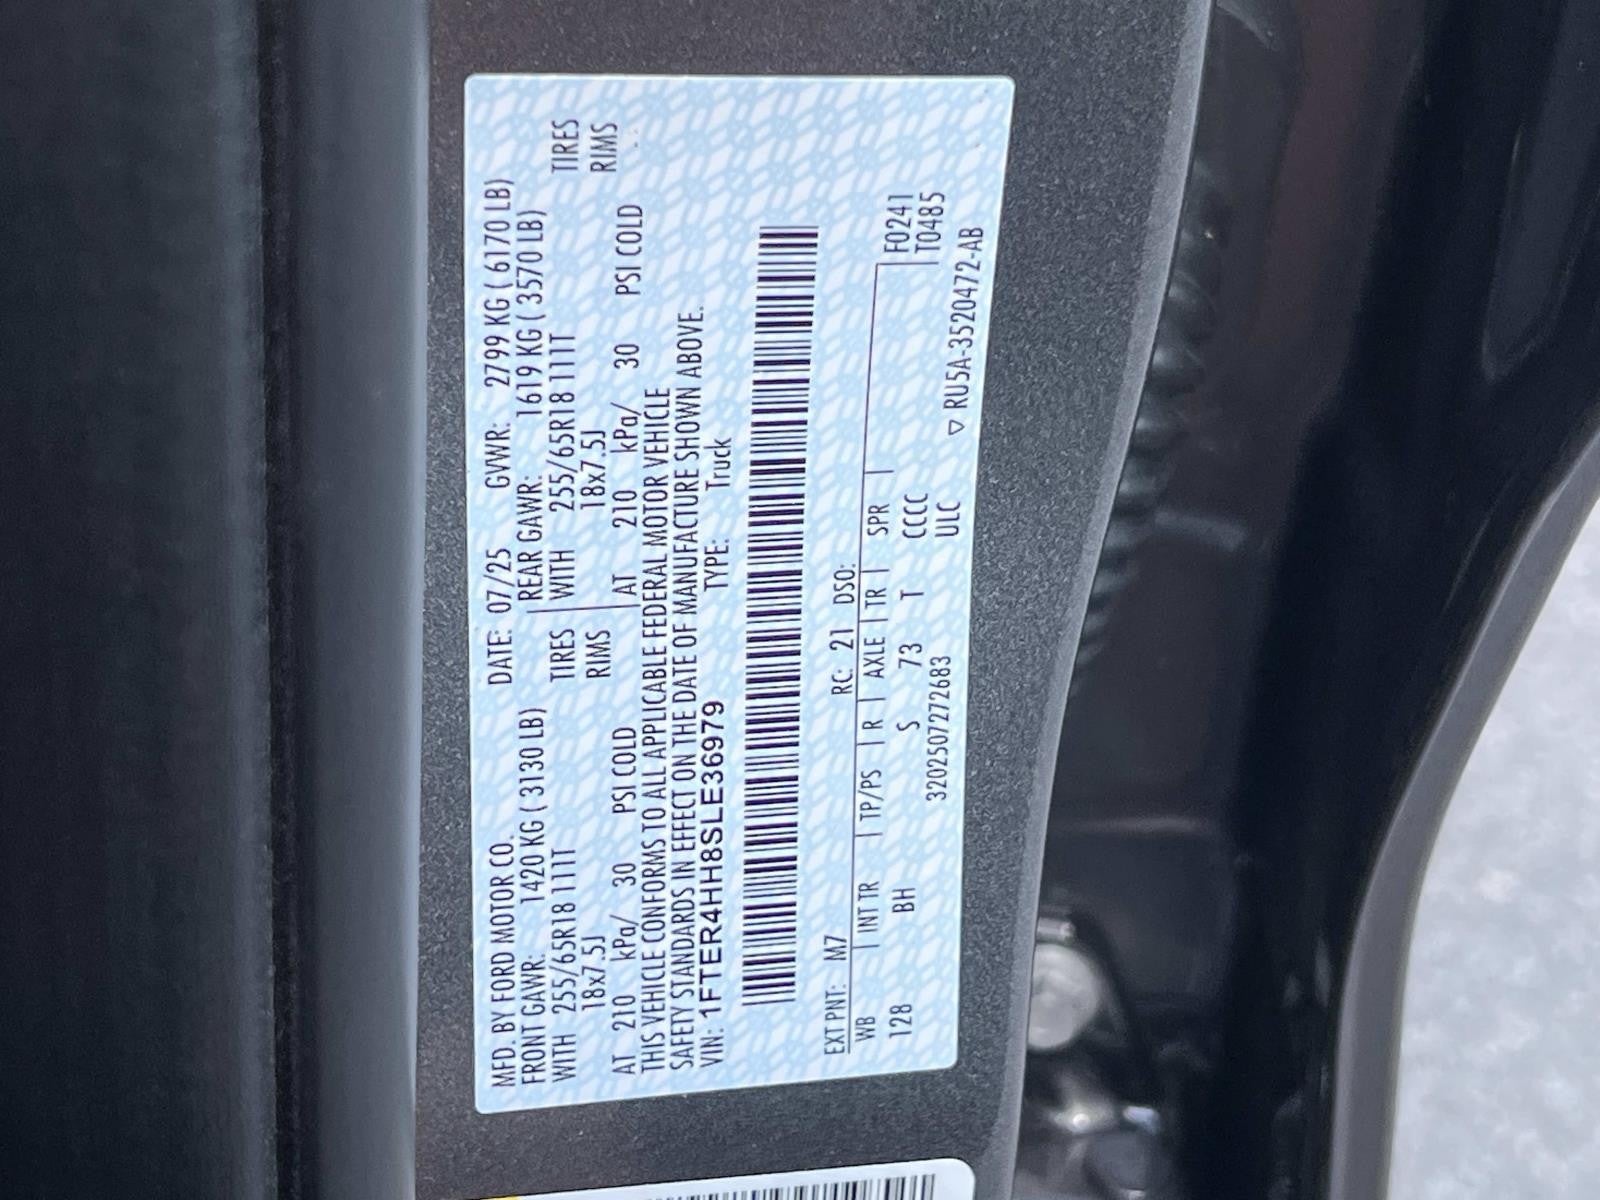 MFD. BY FORD MOTOR CO. DATE: 07/25 GVWR: 2799 KG ( 6170 LB)
FRONT GAWR: 1420 KG ( 3130 LB) REAR GAWR: 1619 KG ( 3570 LB)
WITH 255/65R18 111T TIRES WITH 255/65R18 111T TIRES
18x7.5J RIMS 18x7.5J RIMS
AT 210 kPa/ 30 PSI COLD AT 210 kPa/ 30 PSI COLD
THIS VEHICLE CONFORMS TO ALL APPLICABLE FEDERAL MOTOR VEHICLE
SAFETY STANDARDS IN EFFECT ON THE DATE OF MANUFACTURE SHOWN ABOVE.
VIN: 1FTER4HH8SLE36979 TYPE: Truck
EXT PNT: M7 RC: 21 DSO:
WB | INT TR | TP/PS | R | AXLE | TR | SPR | F0241
128 BH S 73 T CCCC T0485
3202507272683 ULC
▽ RU5A-3520472-AB